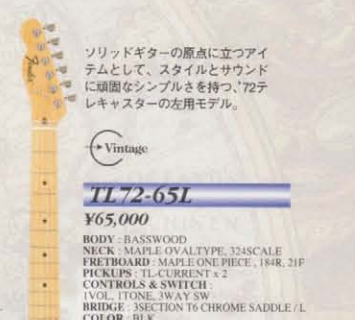 Fender
ソリッドギターの原点に立つアイ
テムとして、スタイルとサウンド
に頑固なシンプルさを持つ、'72テ
レキャスターの左用モデル。
Vintage
TL72-65L
¥65,000
BODY : BASSWOOD
NECK : MAPLE OVALTYPE, 324SCALE
FRETBOARD : MAPLE ONE PIECE , 184R, 21F
PICKUPS : TL-CURRENT x 2
CONTROLS & SWITCH :
1VOL, 1TONE, 3WAY SW
BRIDGE : 3SECTION T6 CHROME SADDLE / L
COLOR : BLK